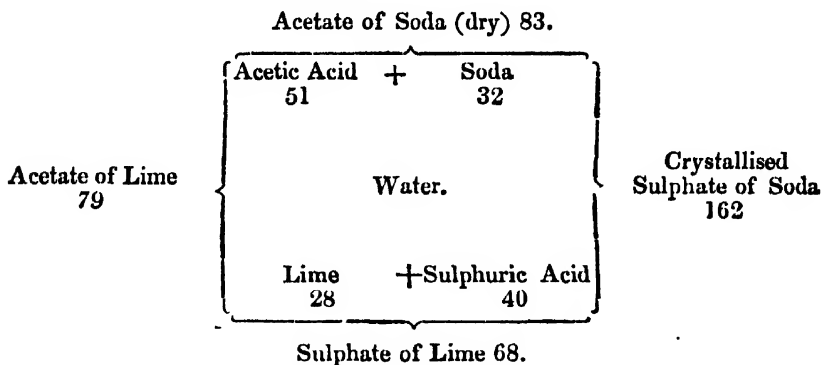 Acetate of Soda (dry) 83.
Acetic Acid + Soda
51 32
Acetate of Lime
79
Water.
Crystallised
Sulphate of Soda
162
Lime + Sulphuric Acid
28 40
Sulphate of Lime 68.